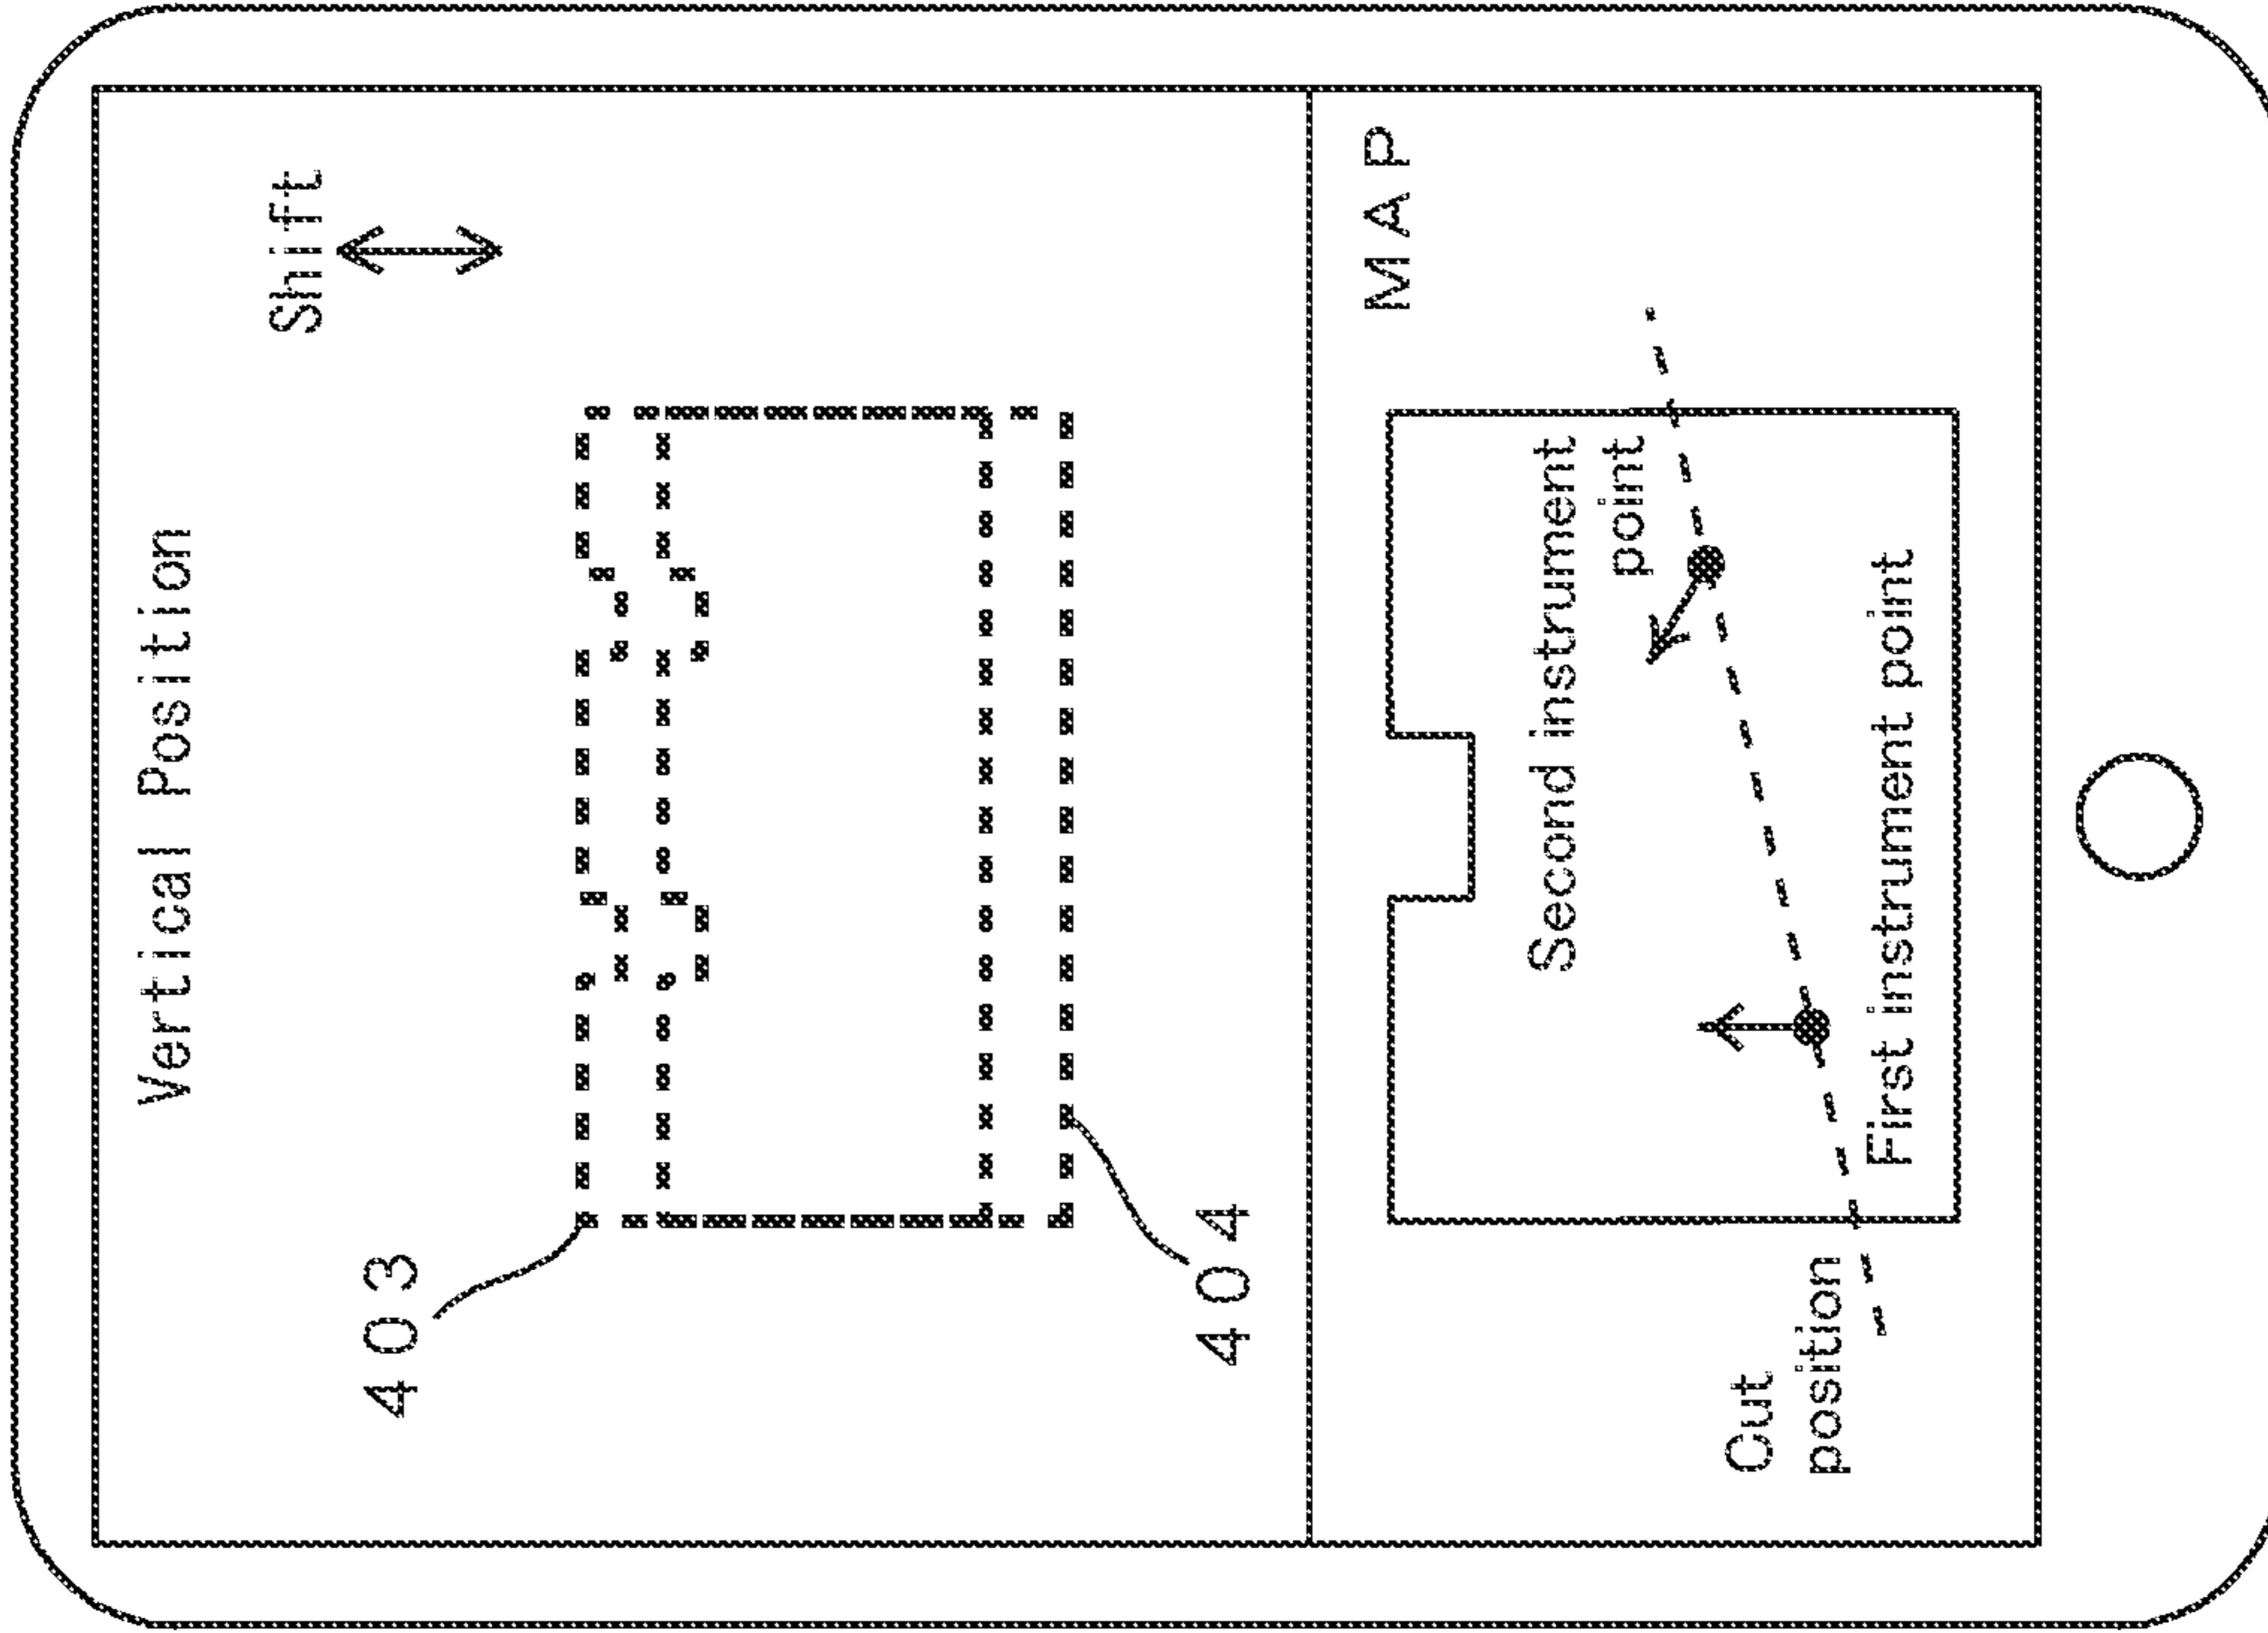 Vertical Position
Shift
403
404
MAP
Second instrument
point
Cut
position
First instrument point